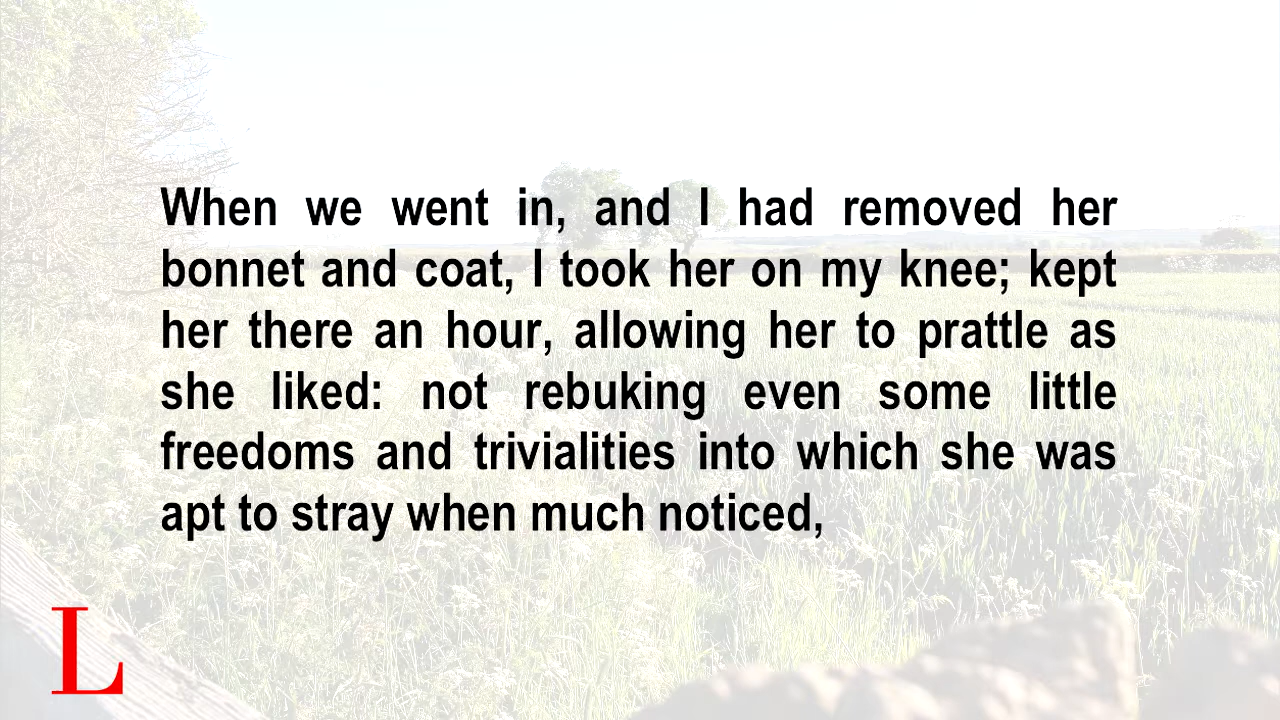 When we went in, and I had removed her
bonnet and coat, I took her on my knee; kept
her there an hour, allowing her to prattle as
she liked: not rebuking even some little
freedoms and trivialities into which she was
apt to stray when much noticed,
L